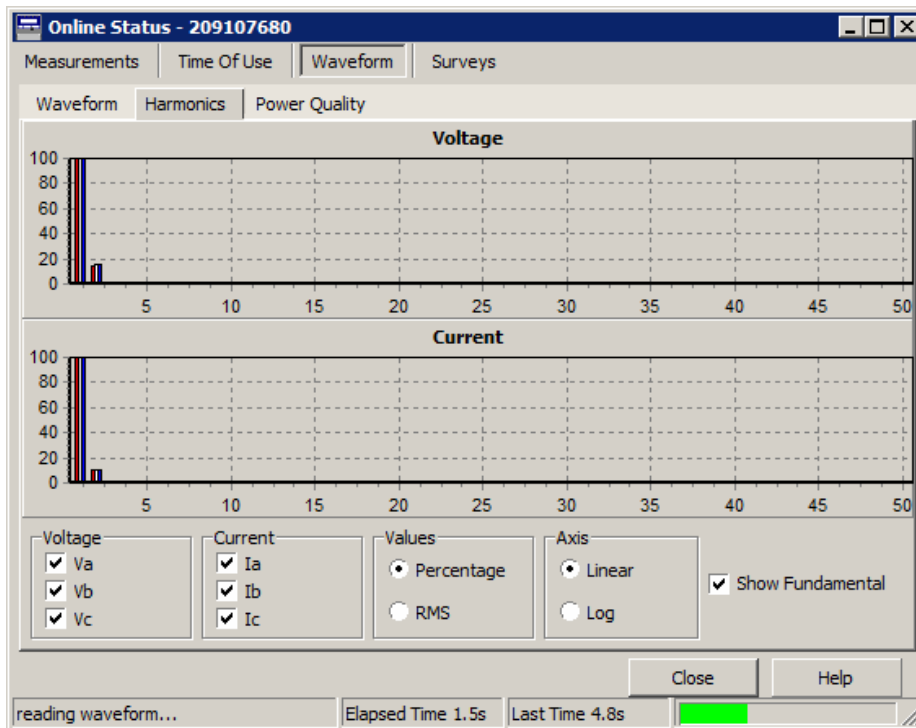 Online Status - 209107680
Measurements Time Of Use Waveform Surveys
Waveform Harmonics Power Quality
Voltage
100
80
60
40
20
0
5 10 15 20 25 30 35 40 45 50
Current
100
80
60
40
20
0
5 10 15 20 25 30 35 40 45 50
Voltage Current Values Axis
Va Ia Percentage Linear Show Fundamental
Vb Ib
Vc Ic RMS Log
Close Help
reading waveform... Elapsed Time 1.5s Last Time 4.8s